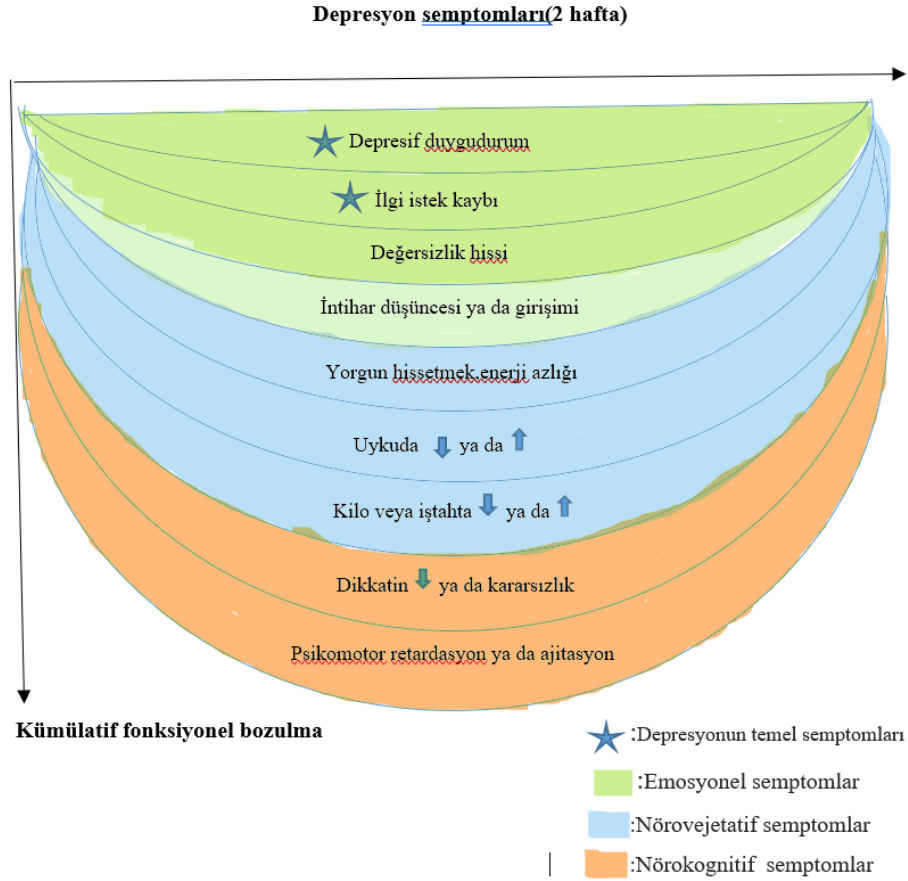 Depresyon semptomları(2 hafta)
Depresif duygudurum
İlgi istek kaybı
Değersizlik hissi
İntihar düşüncesi ya da girişimi
Yorgun hissetmek,enerji azlığı
Uykuda ya da
Kilo veya iştahta ya da
Dikkatin ya da kararsızlık
Psikomotor retardasyon ya da ajitasyon
Kümülatif fonksiyonel bozulma
:Depresyonun temel semptomları
:Emosyonel semptomlar
:Nörovejetatif semptomlar
:Nörokognitif semptomlar